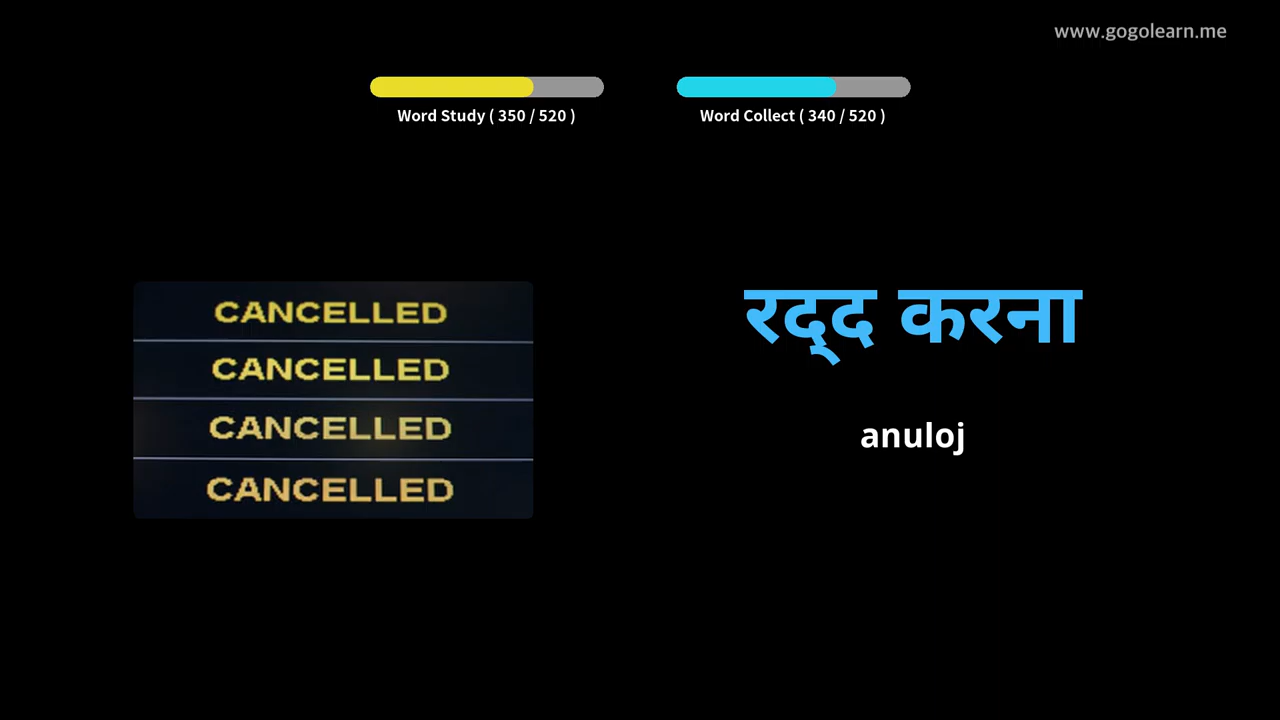 www.gogolearn.me
Word Study ( 350 / 520 )
Word Collect ( 340 / 520 )
CANCELLED
CANCELLED
CANCELLED
CANCELLED
रद्द करना
anuloj